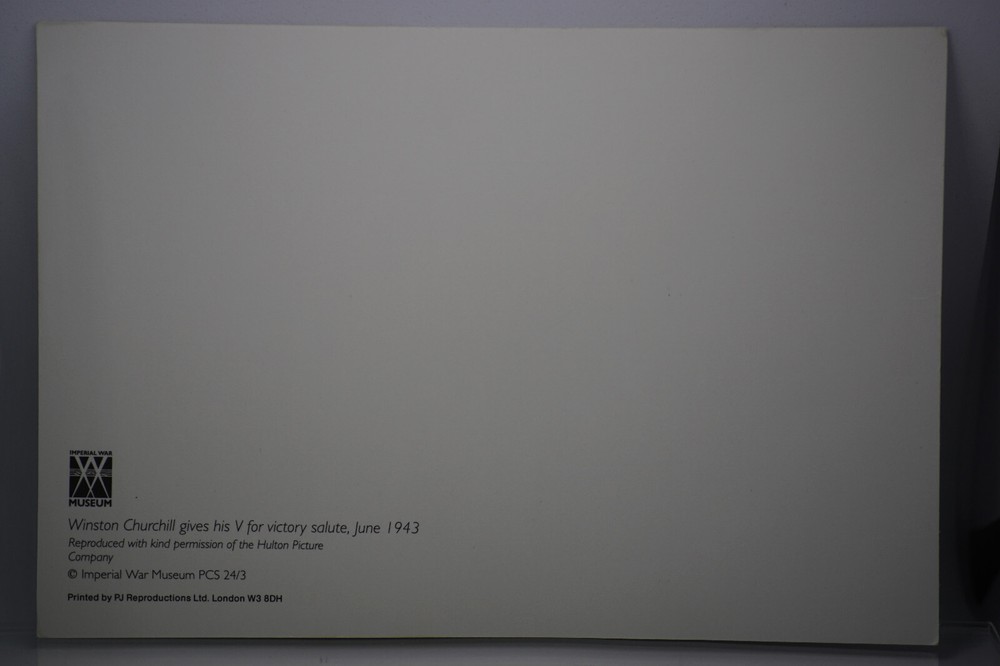 IMPERIAL WAR
MUSEUM
Winston Churchill gives his V for victory salute, June 1943
Reproduced with kind permission of the Hulton Picture
Company
© Imperial War Museum PCS 24/3
Printed by PJ Reproductions Ltd. London W3 8DH